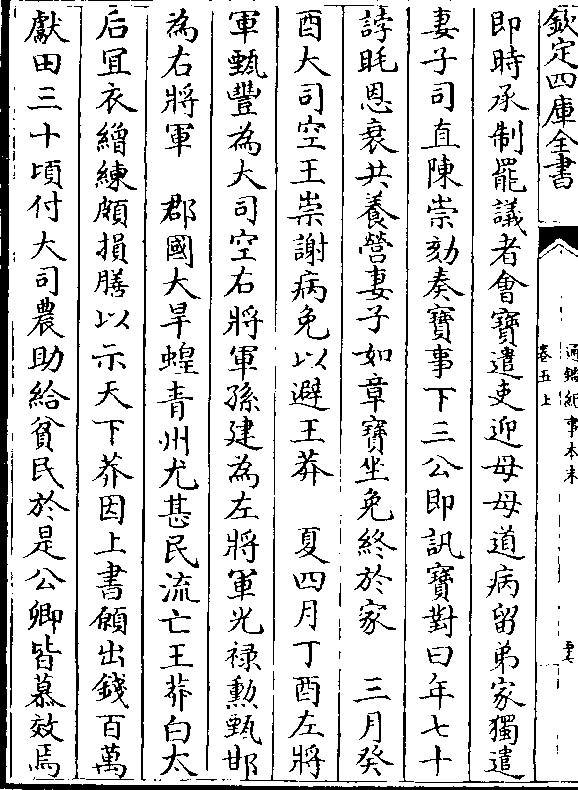 欽定四庫全書
通鑑紀事本末
卷五上
即時承制罷議者會寶遣吏迎母母道病留弟家獨遣
妻子司直陳崇劾奏寶事下三公即訊寶對曰年七十
誖眊恩衰共養營妻子如章寶坐免終於家　三月癸
酉大司空王崇謝病免以避王莽　夏四月丁酉左將
軍甄豐為大司空右將軍孫建為左將軍光祿勲甄邯
為右將軍　郡國大旱蝗青州尤甚民流亡王莽白太
后宜衣繒練頗損膳以示天下莽因上書願出錢百萬
獻田三十頃付大司農助給貧民於是公卿皆慕效焉